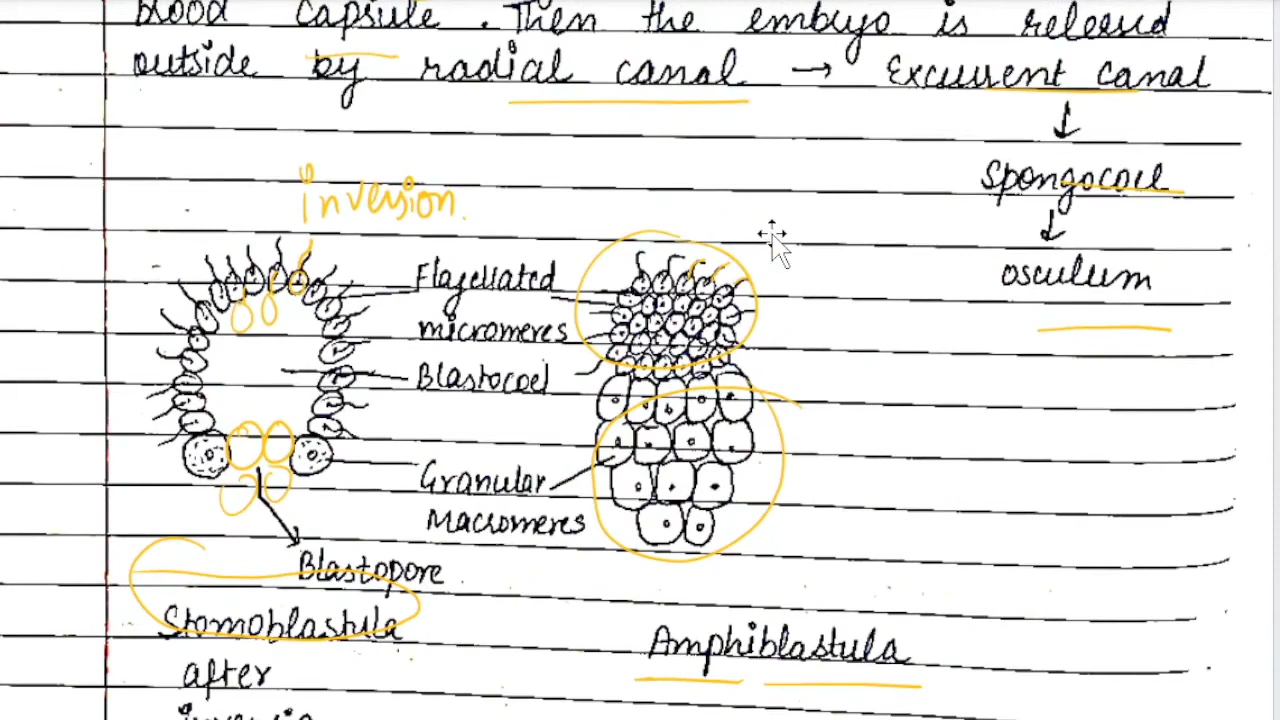 blood capsule. Then the embryo is released
outside by radial canal → Excurrent canal
↓
Spongocoel
↓
osculum
inversion.
Flagellated
micromeres
Blastocoel
Granular
Macromeres
Blastopore
Stomoblastula
after
Amphiblastula